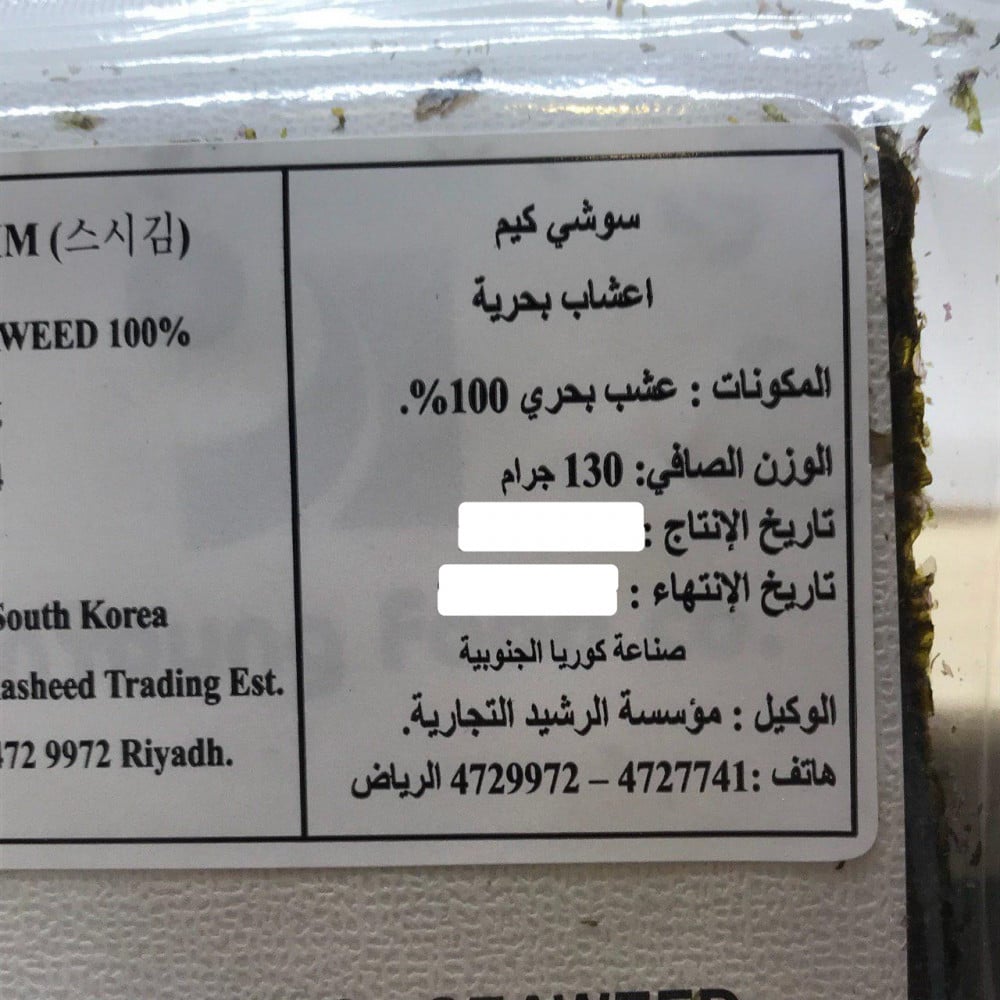 (스시김)
WEED 100%
South Korea
Trading Est.
9972 Riyadh.
سوشي كيم
اعشاب بحرية
المكونات : عشب بحري 100%.
الوزن الصافي: 130 جرام
تاريخ الإنتاج :
تاريخ الإنتهاء :
صناعة كوريا الجنوبية
الوكيل : مؤسسة الرشيد التجارية.
هاتف :4727741 – 4729972 الرياض